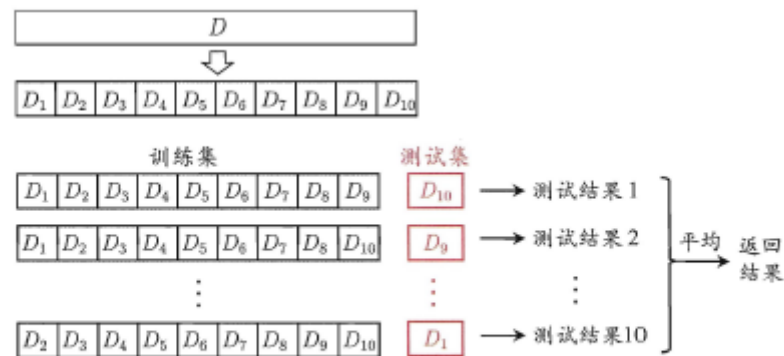 D
D₁ D₂ D₃ D₄ D₅ D₆ D₇ D₈ D₉ D₁₀
训练集 测试集
D₁ D₂ D₃ D₄ D₅ D₆ D₇ D₈ D₉ D₁₀ 测试结果1
D₁ D₂ D₃ D₄ D₅ D₆ D₇ D₈ D₁₀ D₉ 测试结果2
平均 返回
结果
D₂ D₃ D₄ D₅ D₆ D₇ D₈ D₉ D₁₀ D₁ 测试结果10